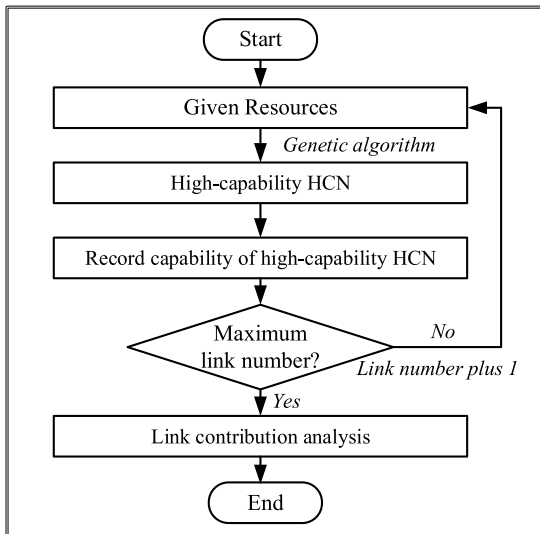 Start
Given Resources
Genetic algorithm
High-capability HCN
Record capability of high-capability HCN
Maximum
link number?
No
Link number plus 1
Yes
Link contribution analysis
End